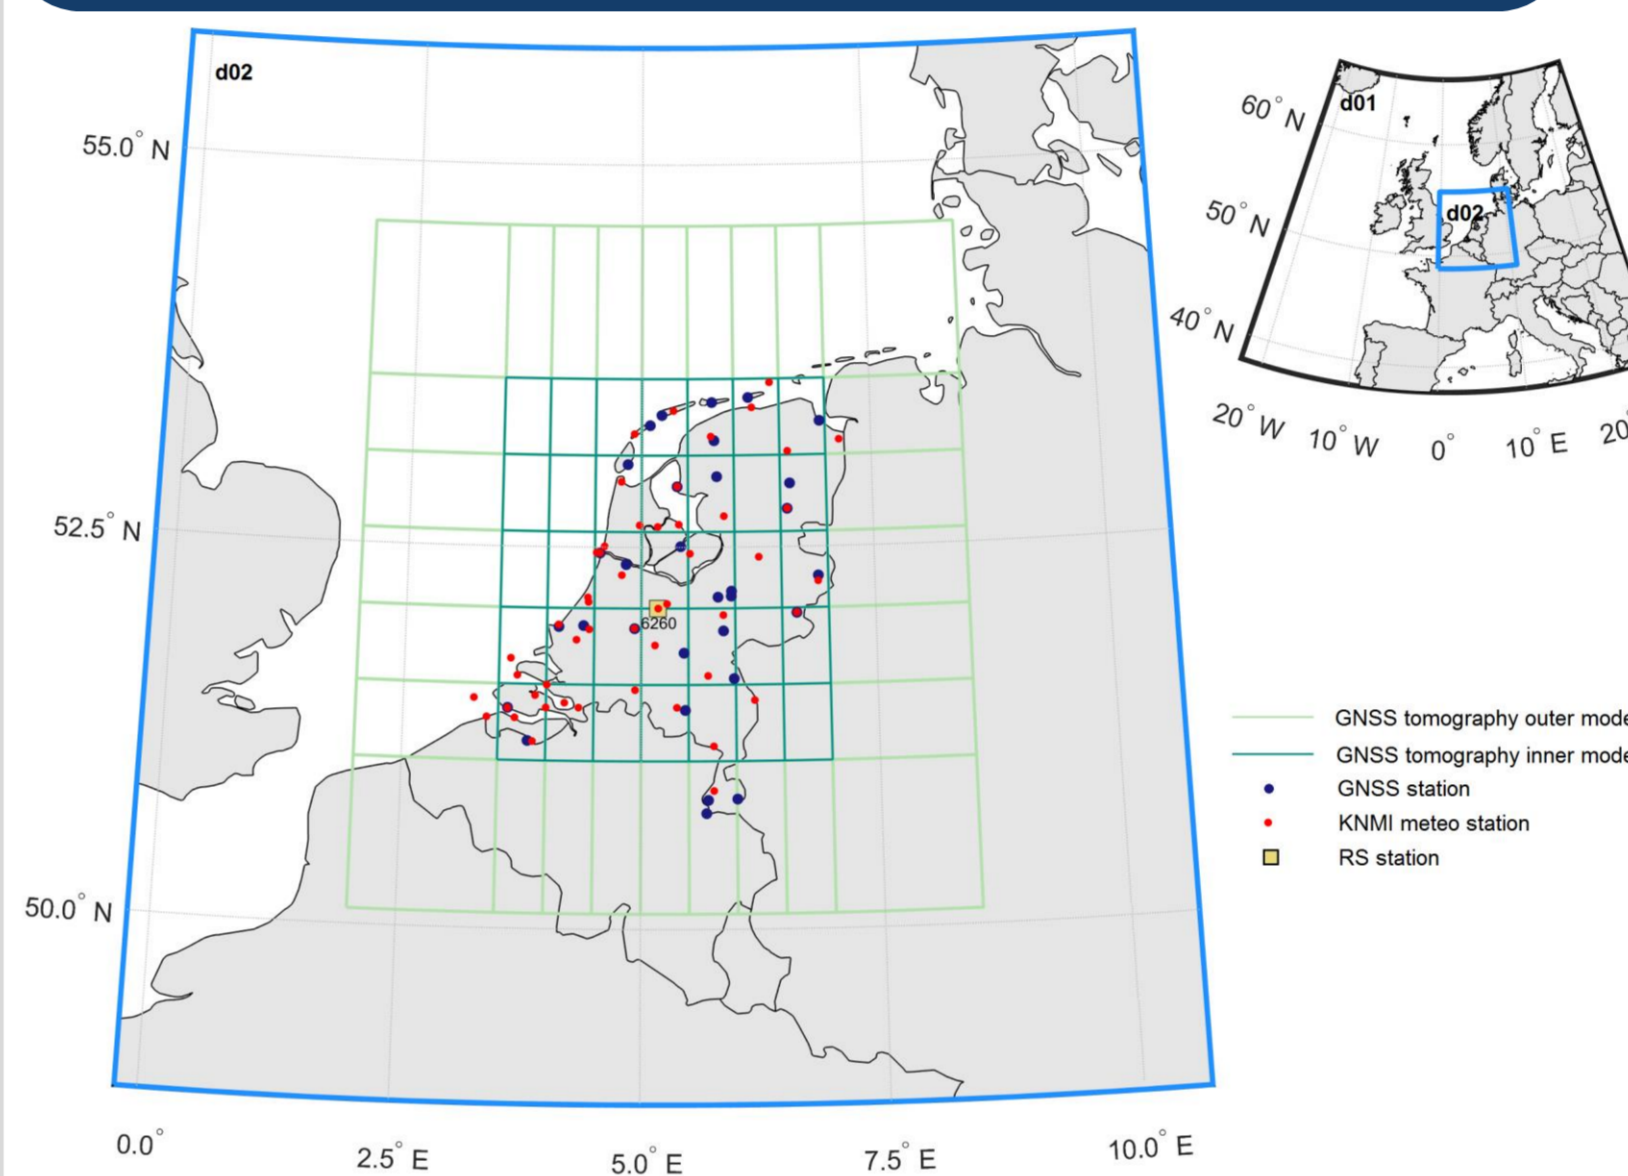 d02
55.0° N
52.5° N
50.0° N
0.0°
2.5° E
5.0° E
7.5° E
10.0° E
6260
d01
d02
60° N
50° N
40° N
20° W
10° W
0°
10° E
20
GNSS tomography outer mode
GNSS tomography inner mode
GNSS station
KNMI meteo station
RS station